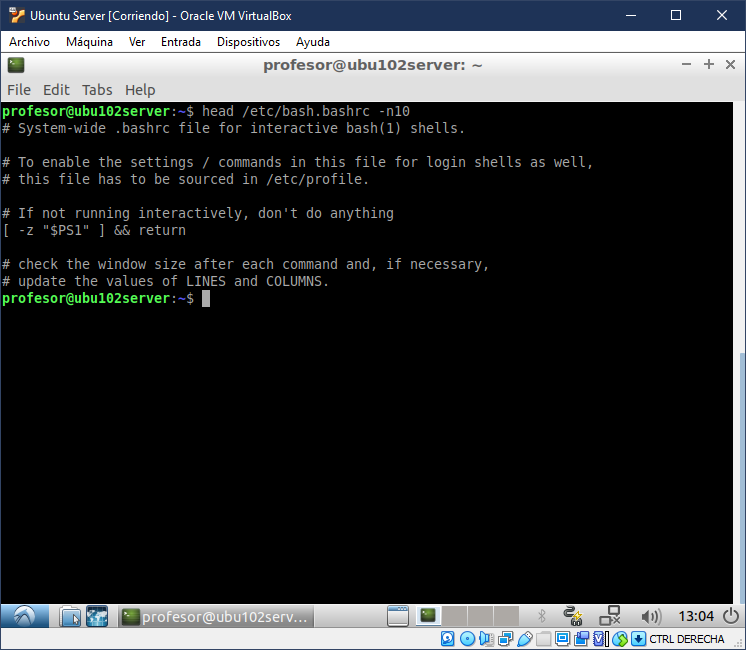 Ubuntu Server [Corriendo] - Oracle VM VirtualBox
Archivo Máquina Ver Entrada Dispositivos Ayuda
profesor@ubu102server: ~
File Edit Tabs Help
profesor@ubu102server:~$ head /etc/bash.bashrc -n10
# System-wide .bashrc file for interactive bash(1) shells.
# To enable the settings / commands in this file for login shells as well,
# this file has to be sourced in /etc/profile.
# If not running interactively, don't do anything
[ -z "$PS1" ] && return
# check the window size after each command and, if necessary,
# update the values of LINES and COLUMNS.
profesor@ubu102server:~$
profesor@ubu102serv... 13:04
CTRL DERECHA